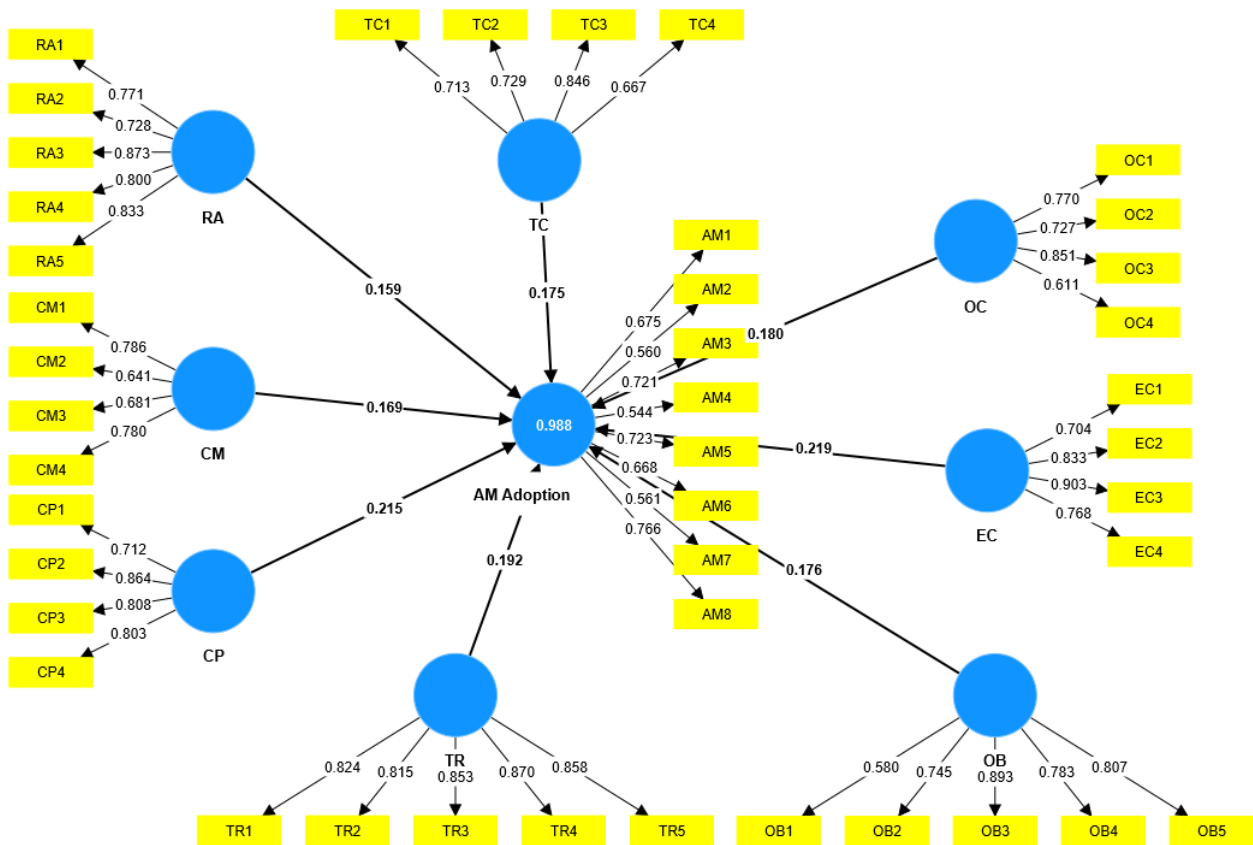 TC1 TC2 TC3 TC4
0.713 0.729 0.846 0.667
TC
0.175
RA1
RA2
RA3
RA4
RA5
0.771
0.728
0.873
0.800
0.833
RA
0.159
CM1
CM2
CM3
CM4
0.786
0.641
0.681
0.780
CM
0.169
CP1
CP2
CP3
CP4
0.712
0.864
0.808
0.803
CP
0.215
0.988
AM Adoption
AM1
AM2
AM3
AM4
AM5
AM6
AM7
AM8
0.675
0.560
0.721
0.544
0.723
0.668
0.561
0.766
OC1
OC2
OC3
OC4
0.770
0.727
0.851
0.611
OC
0.180
EC1
EC2
EC3
EC4
0.704
0.833
0.903
0.768
EC
0.219
0.192
TR
0.824 0.815 0.853 0.870 0.858
TR1 TR2 TR3 TR4 TR5
0.176
OB
0.580 0.745 0.893 0.783 0.807
OB1 OB2 OB3 OB4 OB5